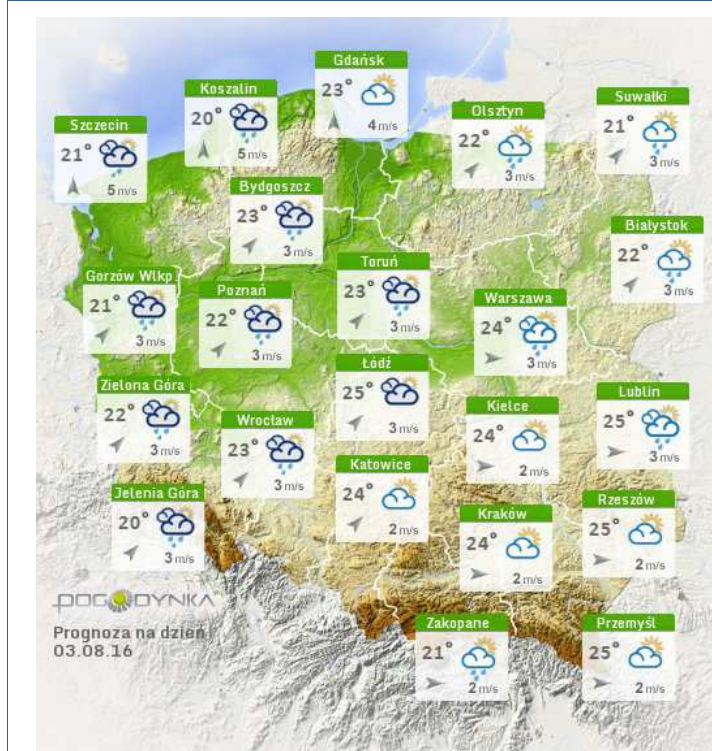 Gdańsk
23°
4 m/s
Koszalin
20°
5 m/s
Suwałki
21°
3 m/s
Olsztyn
22°
3 m/s
Szczecin
21°
5 m/s
Bydgoszcz
23°
3 m/s
Białystok
22°
3 m/s
Toruń
23°
3 m/s
Gorzów Wlkp
21°
3 m/s
Poznań
22°
3 m/s
Warszawa
24°
3 m/s
Łódź
25°
3 m/s
Zielona Góra
22°
3 m/s
Lublin
25°
3 m/s
Kielce
24°
2 m/s
Wrocław
23°
3 m/s
Katowice
24°
2 m/s
Jelenia Góra
20°
3 m/s
Rzeszów
25°
2 m/s
Kraków
24°
2 m/s
POGODYNKA
Prognoza na dzień
03.08.16
Zakopane
21°
2 m/s
Przemyśl
25°
2 m/s